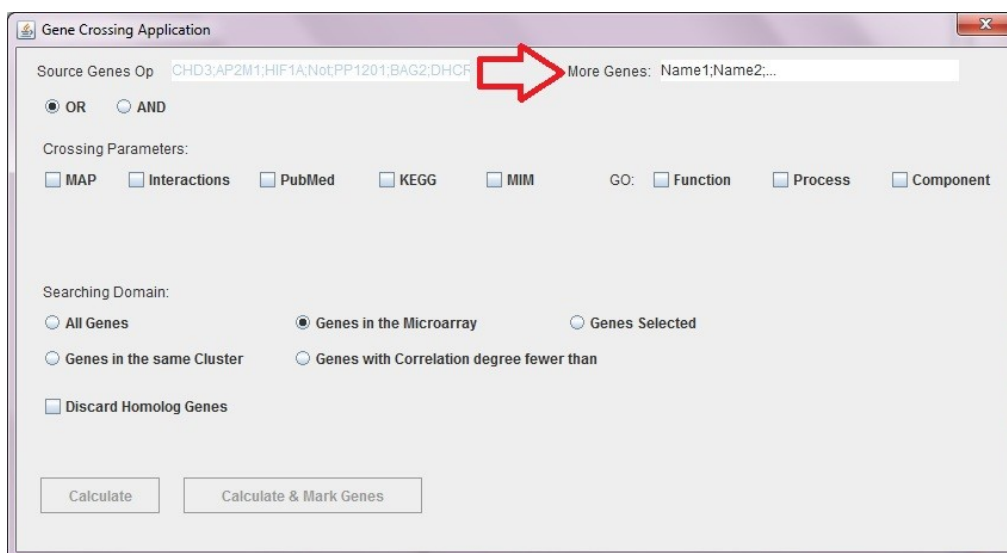 Gene Crossing Application
Source Genes Op CHD3;AP2M1;HIF1A;Not;PP1201;BAG2;DHCR More Genes: Name1;Name2;...
OR AND
Crossing Parameters:
MAP Interactions PubMed KEGG MIM GO: Function Process Component
Searching Domain:
All Genes Genes in the Microarray Genes Selected
Genes in the same Cluster Genes with Correlation degree fewer than
Discard Homolog Genes
Calculate Calculate & Mark Genes